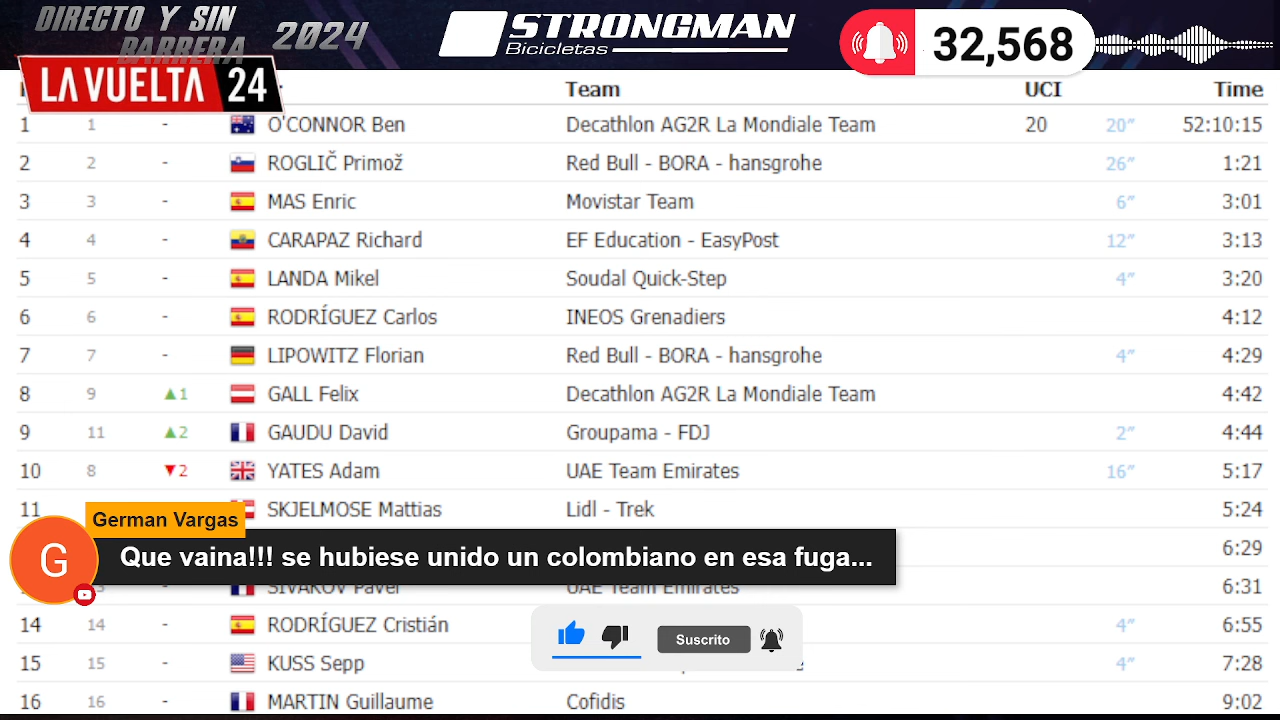 DIRECTO Y SIN BARRERA 2024
STRONGMAN
Bicicletas
32,568
LA VUELTA 24
Team UCI Time
1 1 - O'CONNOR Ben Decathlon AG2R La Mondiale Team 20 20″ 52:10:15
2 2 - ROGLIČ Primož Red Bull - BORA - hansgrohe 26″ 1:21
3 3 - MAS Enric Movistar Team 6″ 3:01
4 4 - CARAPAZ Richard EF Education - EasyPost 12″ 3:13
5 5 - LANDA Mikel Soudal Quick-Step 4″ 3:20
6 6 - RODRÍGUEZ Carlos INEOS Grenadiers 4:12
7 7 - LIPOWITZ Florian Red Bull - BORA - hansgrohe 4″ 4:29
8 9 ▲1 GALL Felix Decathlon AG2R La Mondiale Team 4:42
9 11 ▲2 GAUDU David Groupama - FDJ 2″ 4:44
10 8 ▼2 YATES Adam UAE Team Emirates 16″ 5:17
11 SKJELMOSE Mattias Lidl - Trek 5:24
German Vargas
G Que vaina!!! se hubiese unido un colombiano en esa fuga...
6:29
SIVAKOV Pavel UAE Team Emirates 6:31
14 14 - RODRÍGUEZ Cristián 4″ 6:55
Suscrito
15 15 - KUSS Sepp 4″ 7:28
16 16 - MARTIN Guillaume Cofidis 9:02